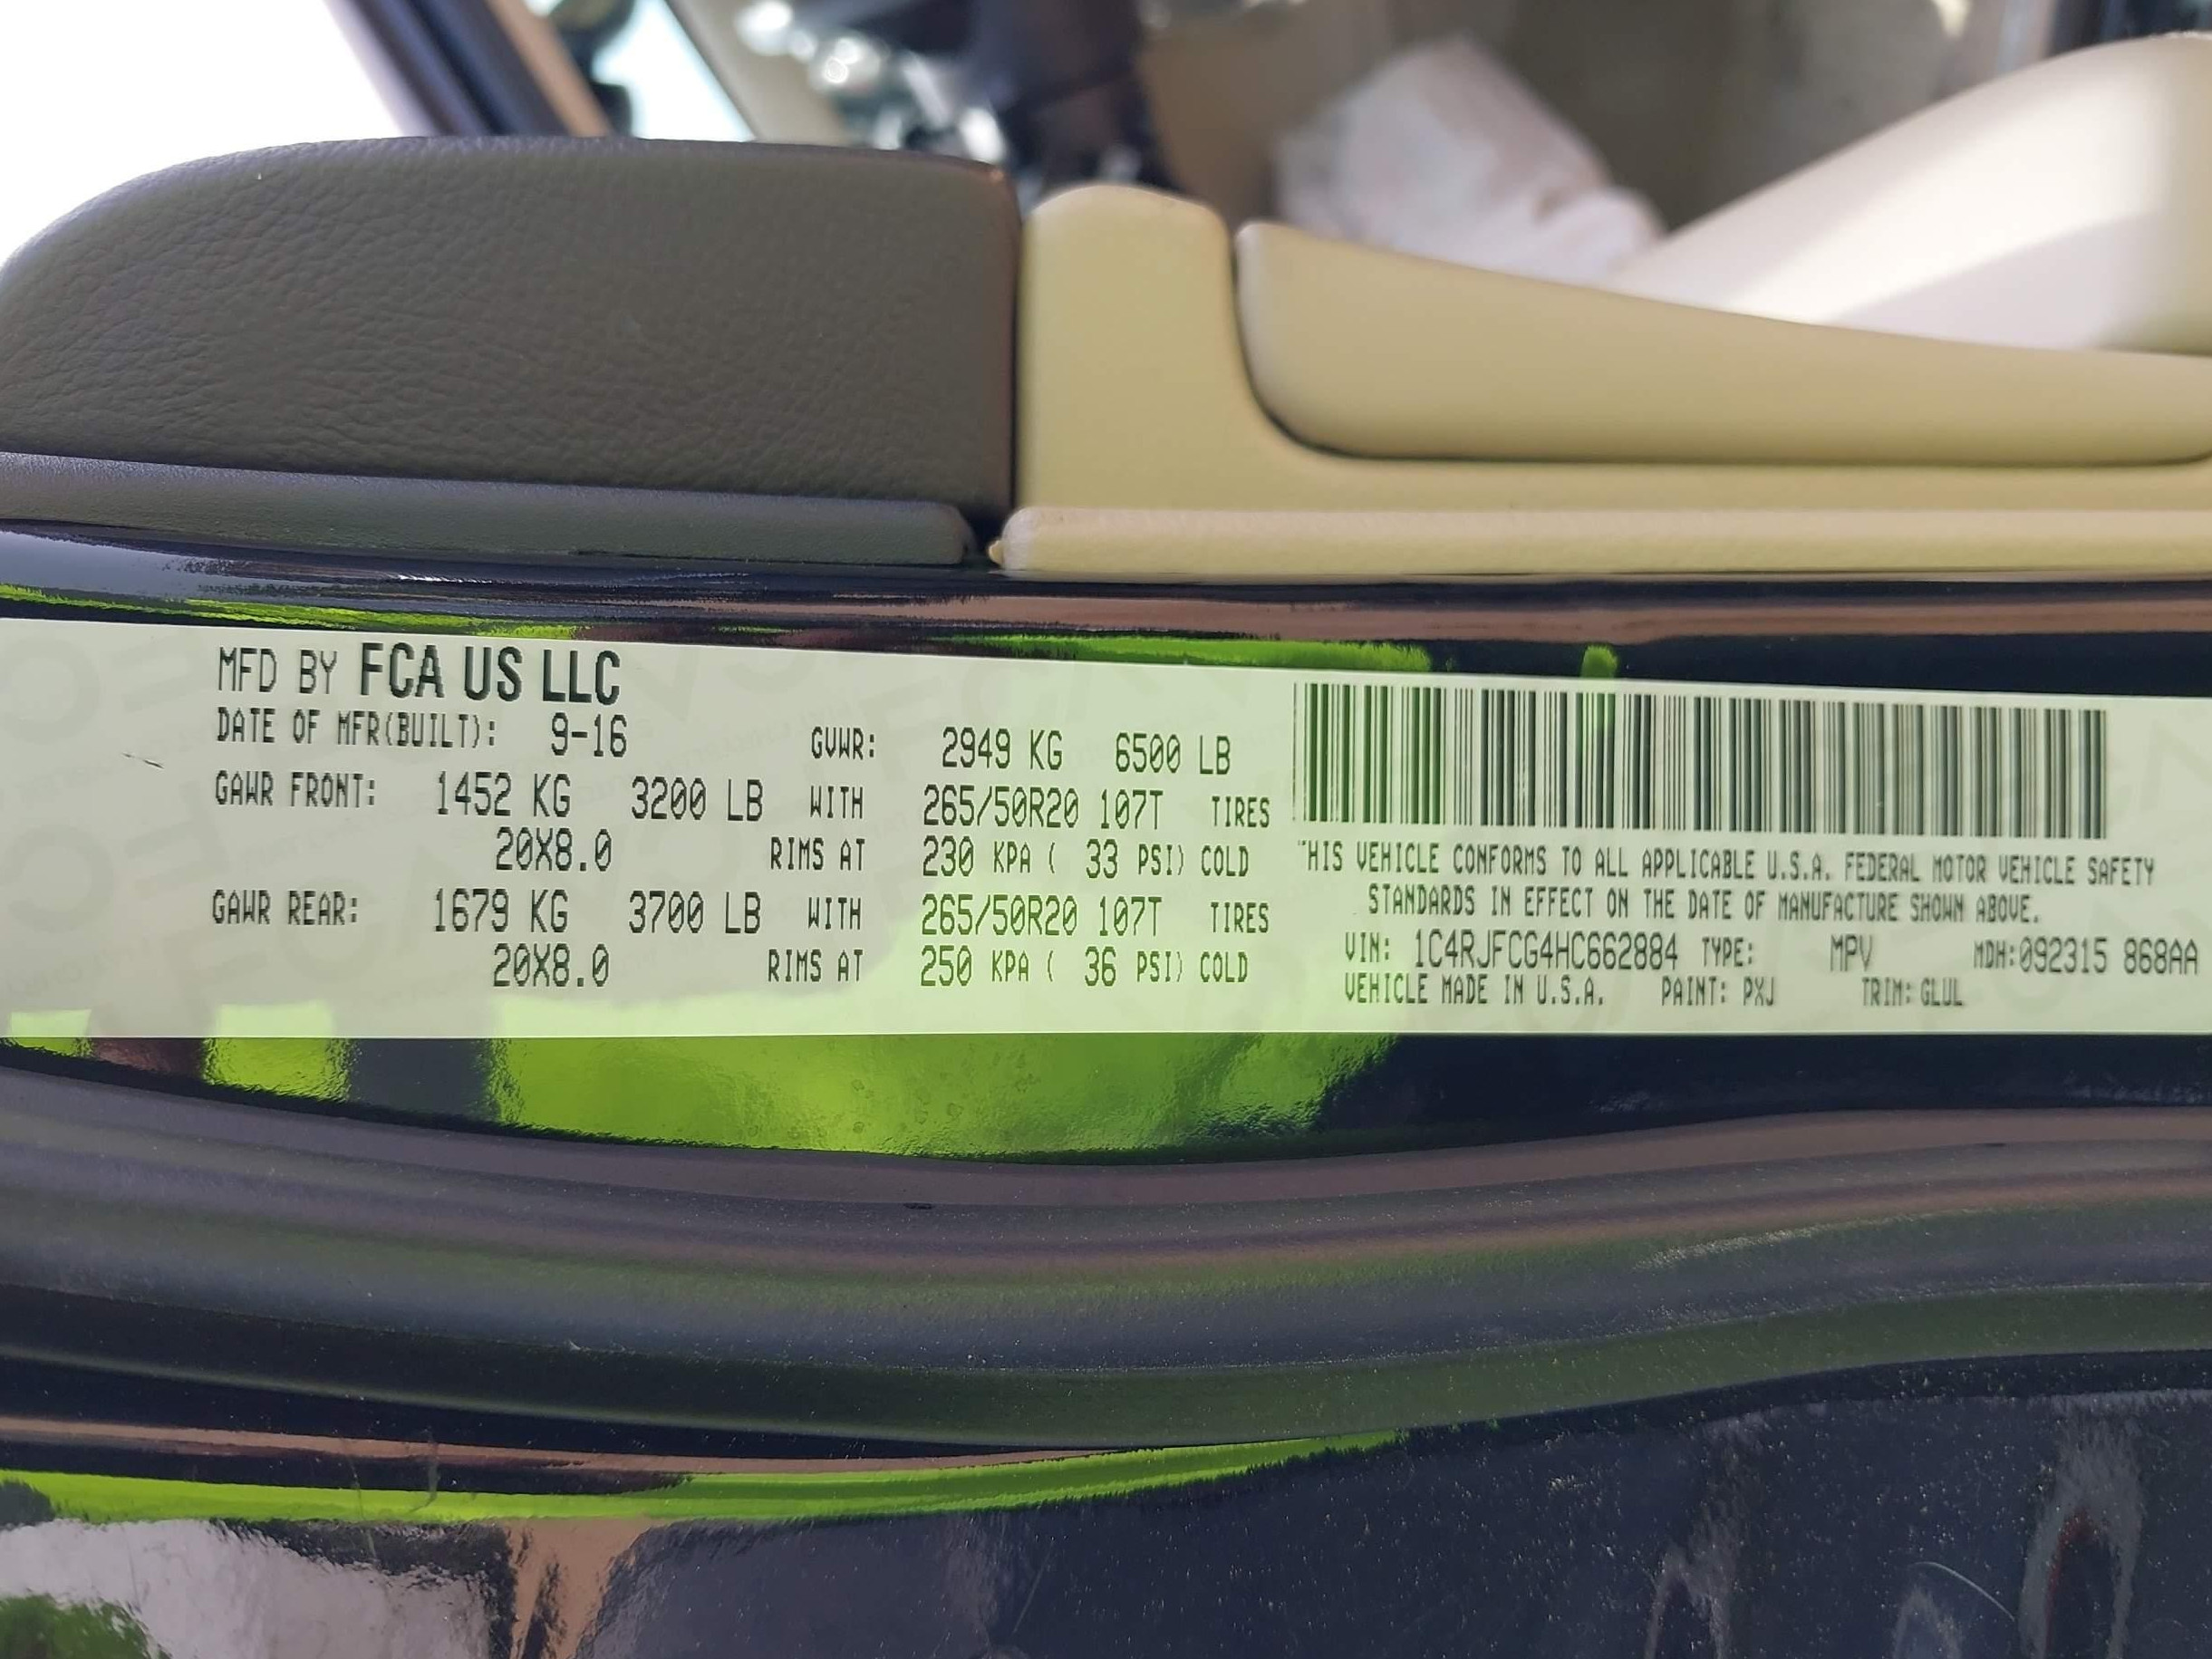 MFD BY FCA US LLC
DATE OF MFR(BUILT): 9-16
GVWR: 2949 KG 6500 LB
GAWR FRONT: 1452 KG 3200 LB WITH 265/50R20 107T TIRES
20X8.0 RIMS AT 230 KPA ( 33 PSI) COLD
GAWR REAR: 1679 KG 3700 LB WITH 265/50R20 107T TIRES
20X8.0 RIMS AT 250 KPA ( 36 PSI) COLD
THIS VEHICLE CONFORMS TO ALL APPLICABLE U.S.A. FEDERAL MOTOR VEHICLE SAFETY
STANDARDS IN EFFECT ON THE DATE OF MANUFACTURE SHOWN ABOVE.
VIN: 1C4RJFCG4HC662884 TYPE: MPV MDH:092315 868AA
VEHICLE MADE IN U.S.A. PAINT: PXJ TRIM: GLUL